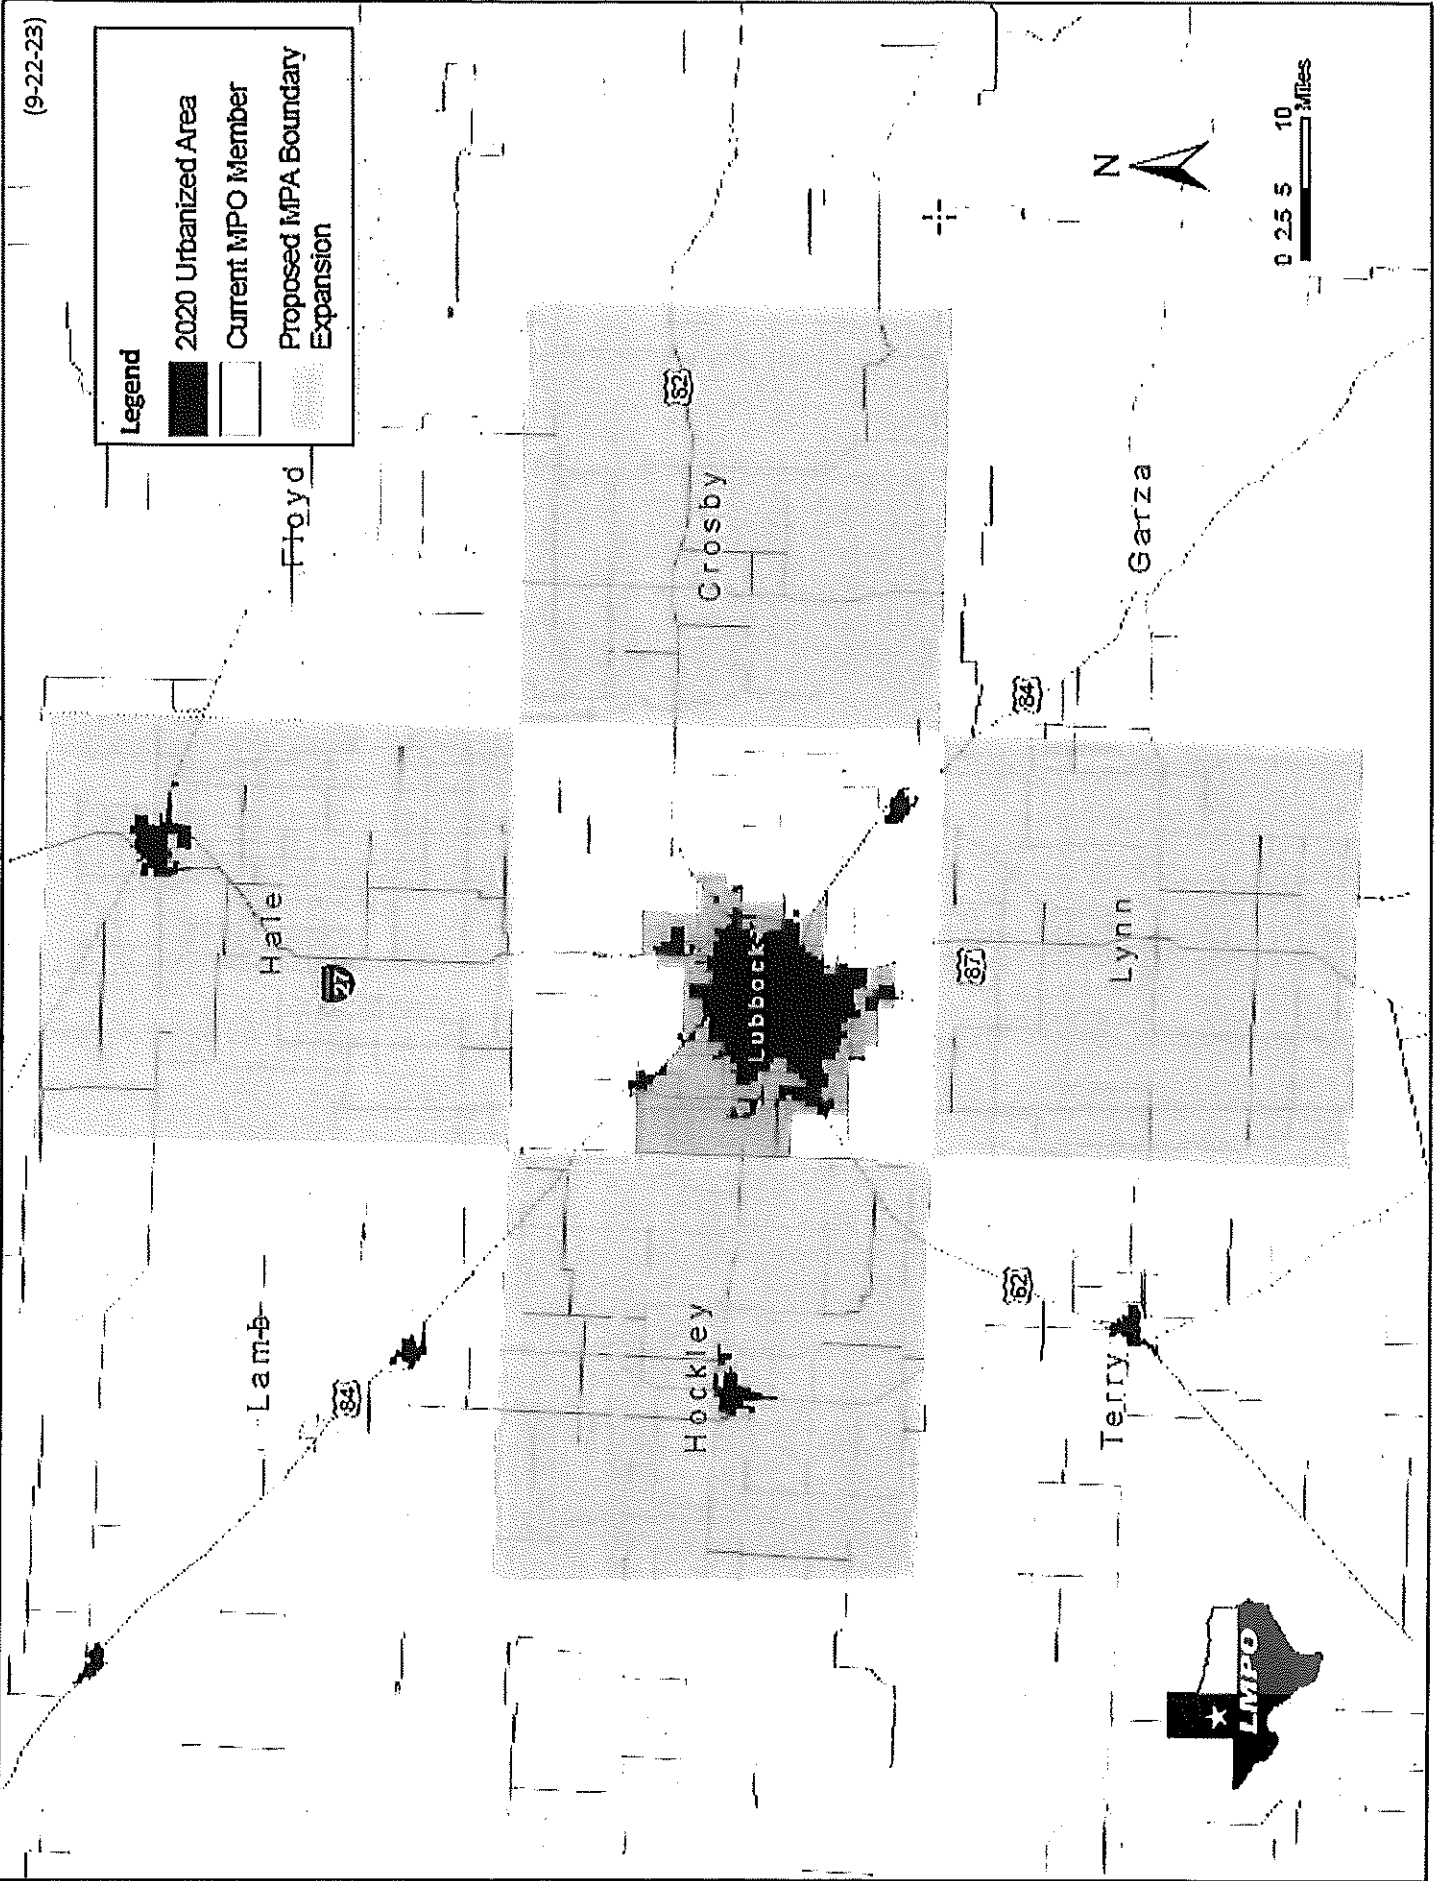 (9-22-23)
Legend
2020 Urbanized Area
Current MPO Member
Proposed MPA Boundary
Expansion
Lamb
Hale
Floyd
84
27
Hockley
Lubbock
Crosby
82
62
87
84
Terry
Lynn
Garza
LMPO
N
0 2.5 5 10
Miles